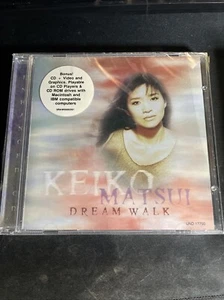 Bonus!
CD + Video and
Graphics. Playable
on CD Players &
CD ROM drives with
Macintosh and
IBM compatible
computers
KEIKO
MATSUI
DREAM WALK